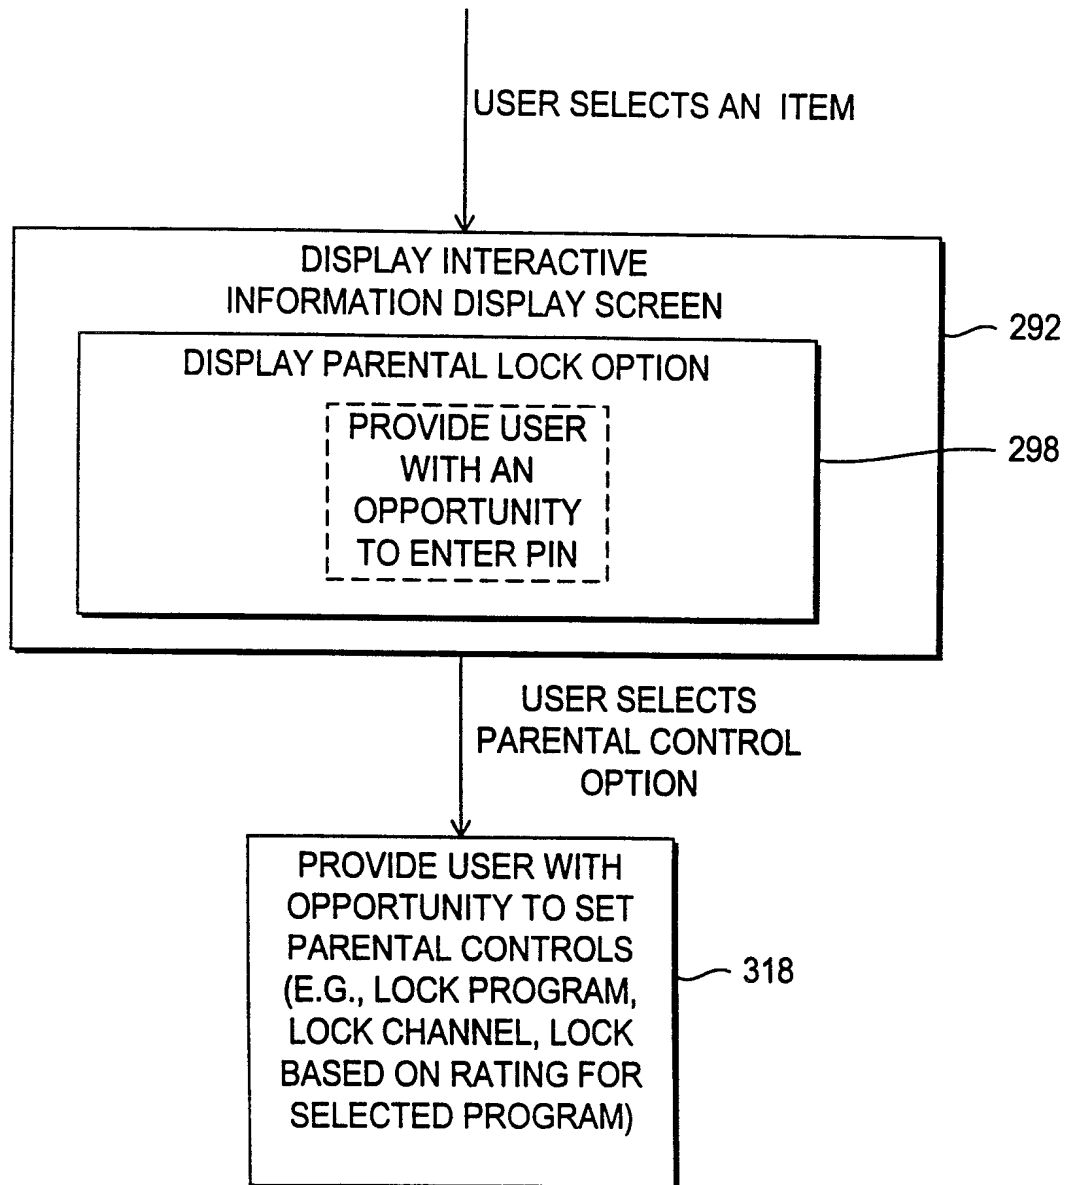 USER SELECTS AN ITEM
DISPLAY INTERACTIVE
INFORMATION DISPLAY SCREEN
292
DISPLAY PARENTAL LOCK OPTION
PROVIDE USER
WITH AN
OPPORTUNITY
TO ENTER PIN
298
USER SELECTS
PARENTAL CONTROL
OPTION
PROVIDE USER WITH
OPPORTUNITY TO SET
PARENTAL CONTROLS
(E.G., LOCK PROGRAM,
LOCK CHANNEL, LOCK
BASED ON RATING FOR
SELECTED PROGRAM)
318